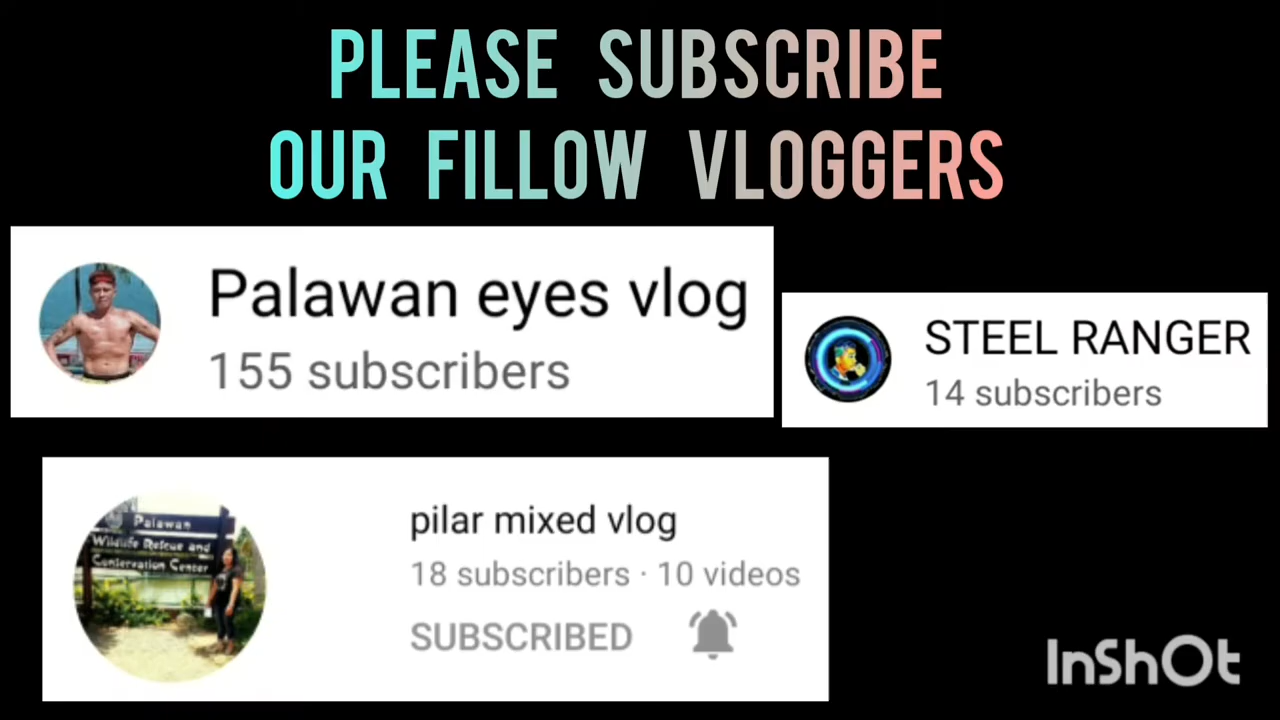 PLEASE SUBSCRIBE
OUR FILLOW VLOGGERS
Palawan eyes vlog
155 subscribers
STEEL RANGER
14 subscribers
Palawan
Wildlife Rescue and
Conservation Center
pilar mixed vlog
18 subscribers · 10 videos
SUBSCRIBED
InShOt